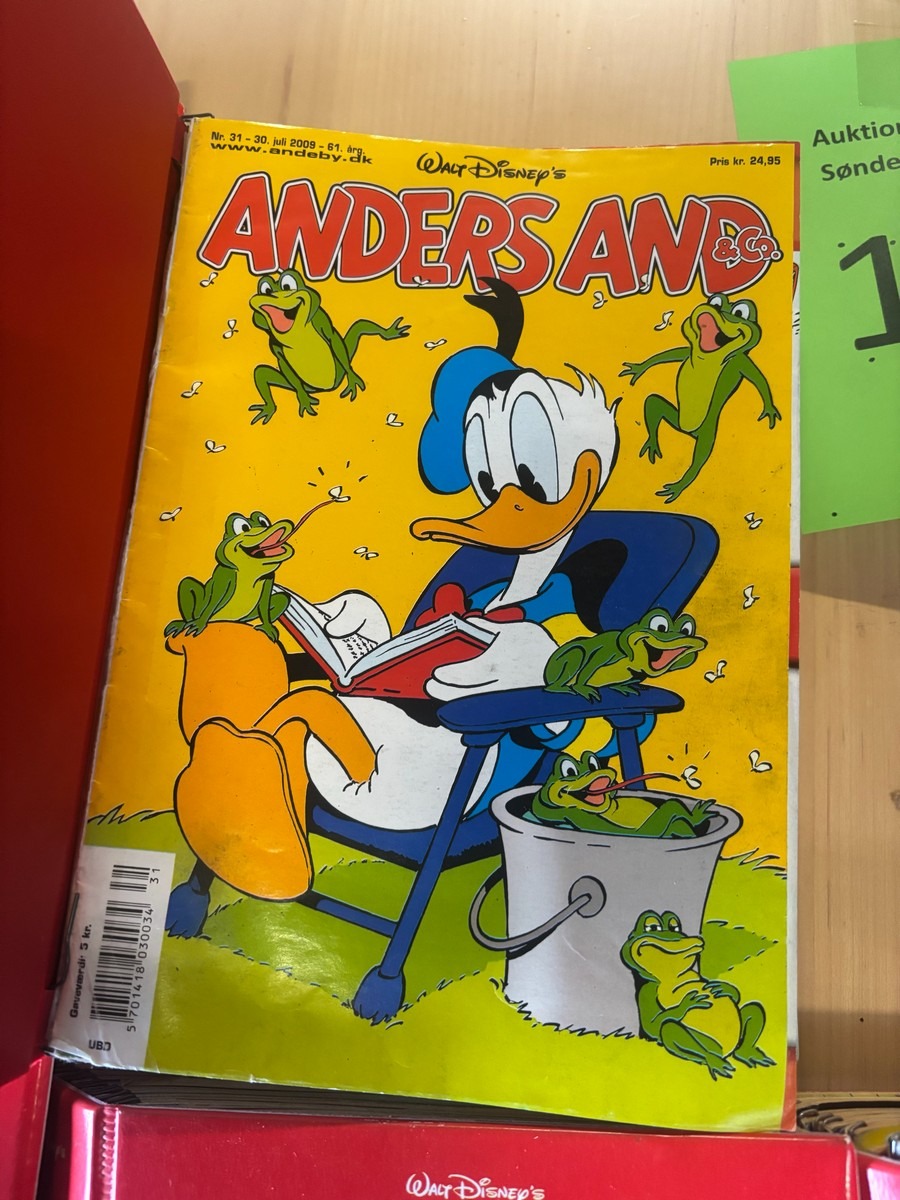 Nr. 31 - 30. juli 2009 - 61. årg.
www.andeby.dk
WALT DISNEY's
Pris kr. 24,95
ANDERS AND
& Co.
Auktion
Sønde
1
31
5 701418 030034
Gaveværdi: 5 kr.
UBD
WALT DISNEY's